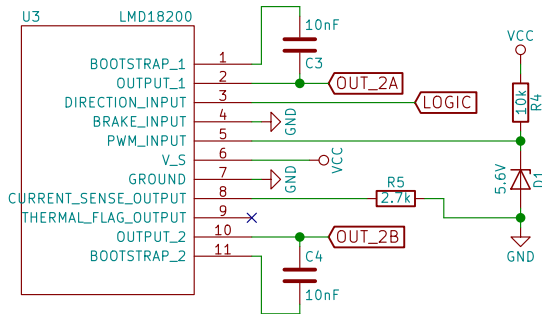 U3 LMD18200
BOOTSTRAP_1 1
OUTPUT_1 2
DIRECTION_INPUT 3
BRAKE_INPUT 4
PWM_INPUT 5
V_S 6
GROUND 7
CURRENT_SENSE_OUTPUT 8
THERMAL_FLAG_OUTPUT 9
OUTPUT_2 10
BOOTSTRAP_2 11
10nF
C3
OUT_2A
LOGIC
GND
VCC
GND
R5
2.7k
OUT_2B
C4
10nF
VCC
10k
R4
5.6V
D1
GND